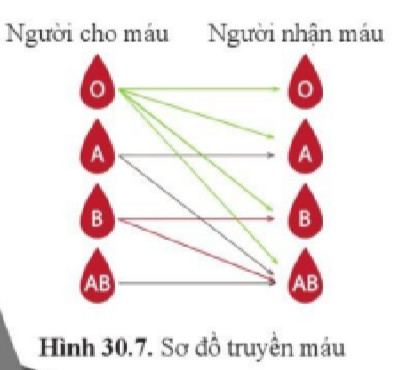 Người cho máu Người nhận máu
O O
A A
B B
AB AB
Hình 30.7. Sơ đồ truyền máu